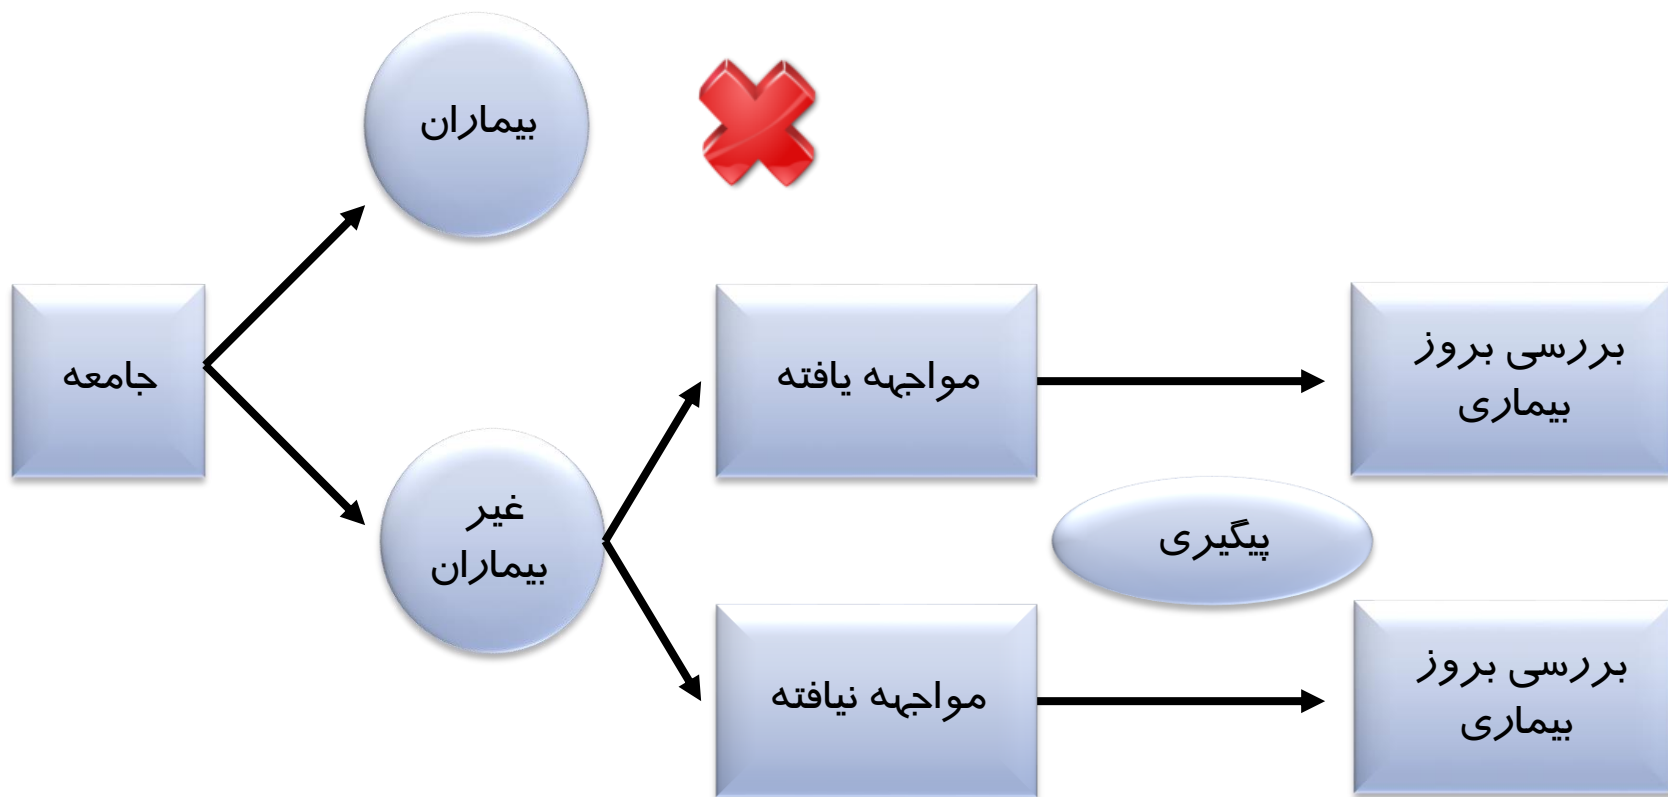 بیماران
جامعه
غیر
بیماران
مواجهه یافته
بررسی بروز
بیماری
پیگیری
مواجهه نیافته
بررسی بروز
بیماری